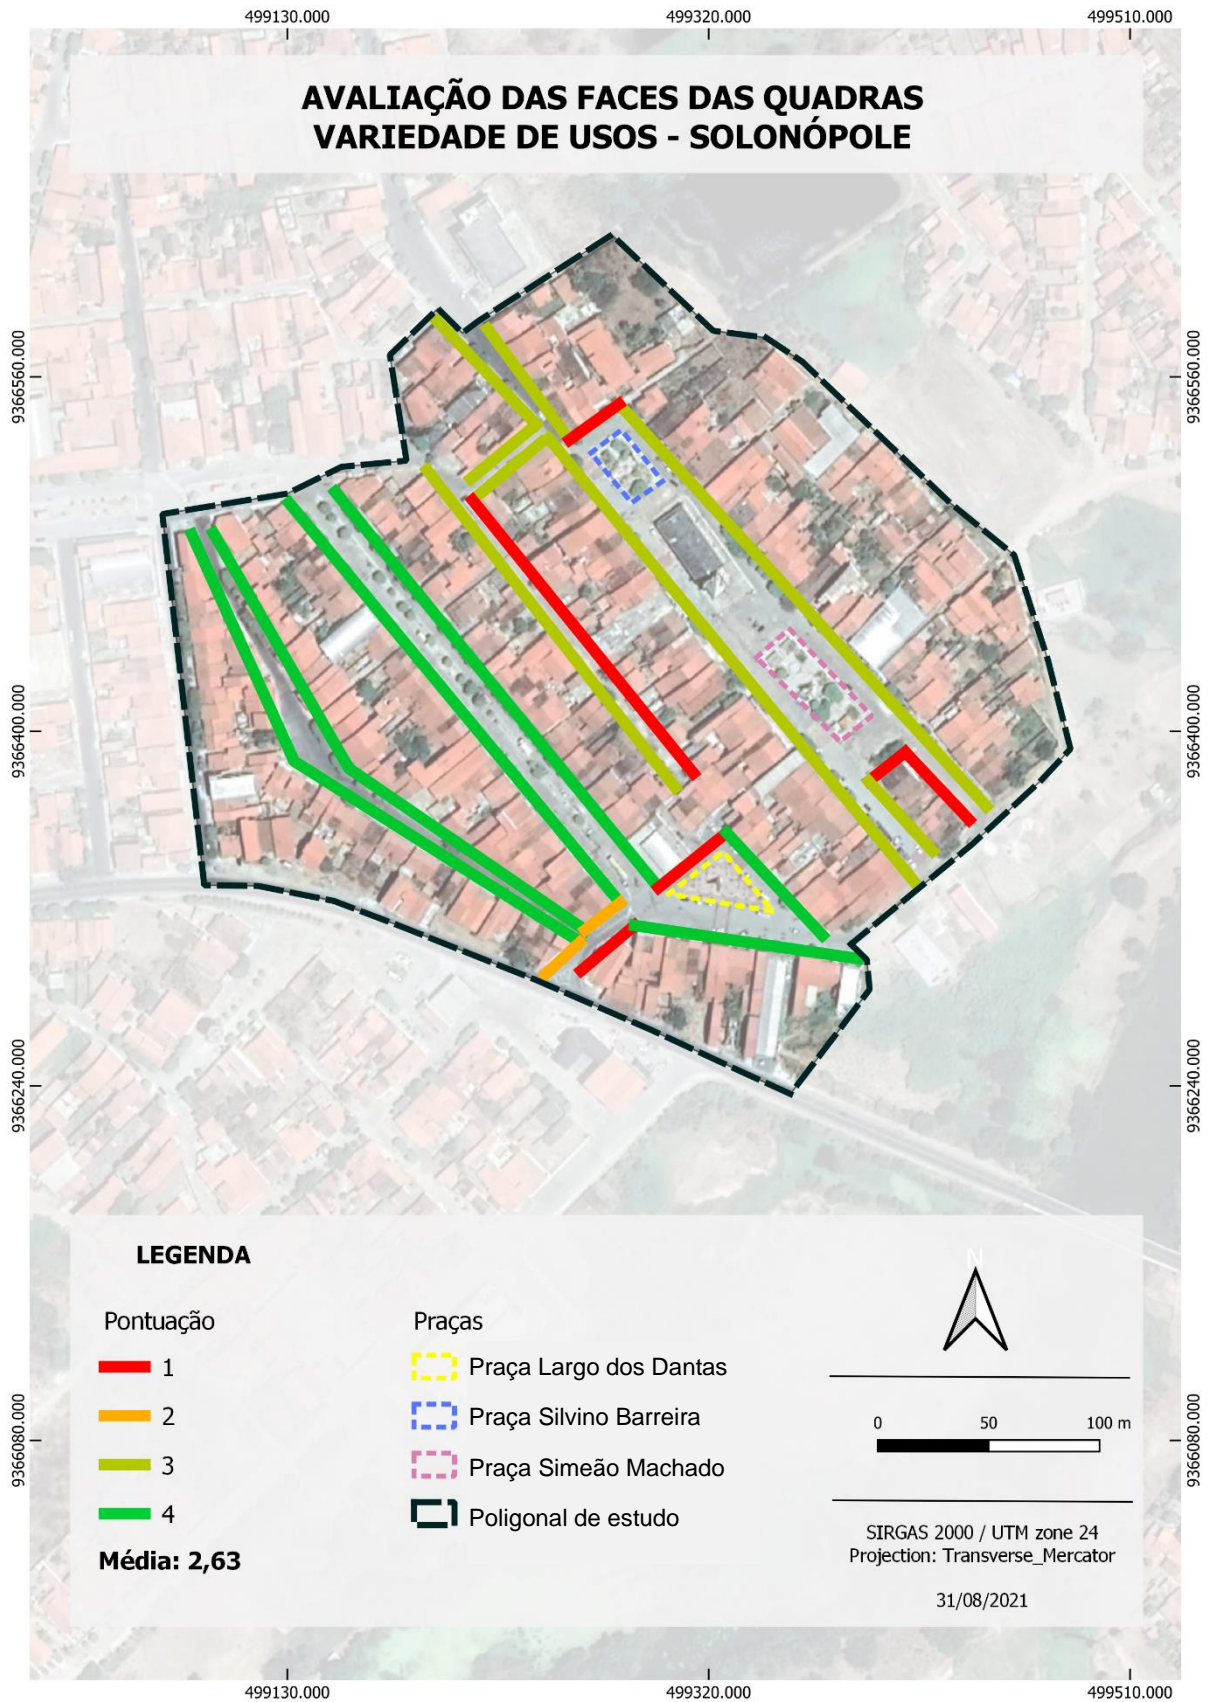 499130.000
499320.000
499510.000
AVALIAÇÃO DAS FACES DAS QUADRAS
VARIEDADE DE USOS - SOLONÓPOLE
9366560.000
9366560.000
9366400.000
9366400.000
9366240.000
9366240.000
9366080.000
9366080.000
LEGENDA
Pontuação
1
2
3
4
Média: 2,63
Praças
Praça Largo dos Dantas
Praça Silvino Barreira
Praça Simeão Machado
Poligonal de estudo
N
0 50 100 m
SIRGAS 2000 / UTM zone 24
Projection: Transverse_Mercator
31/08/2021
499130.000
499320.000
499510.000